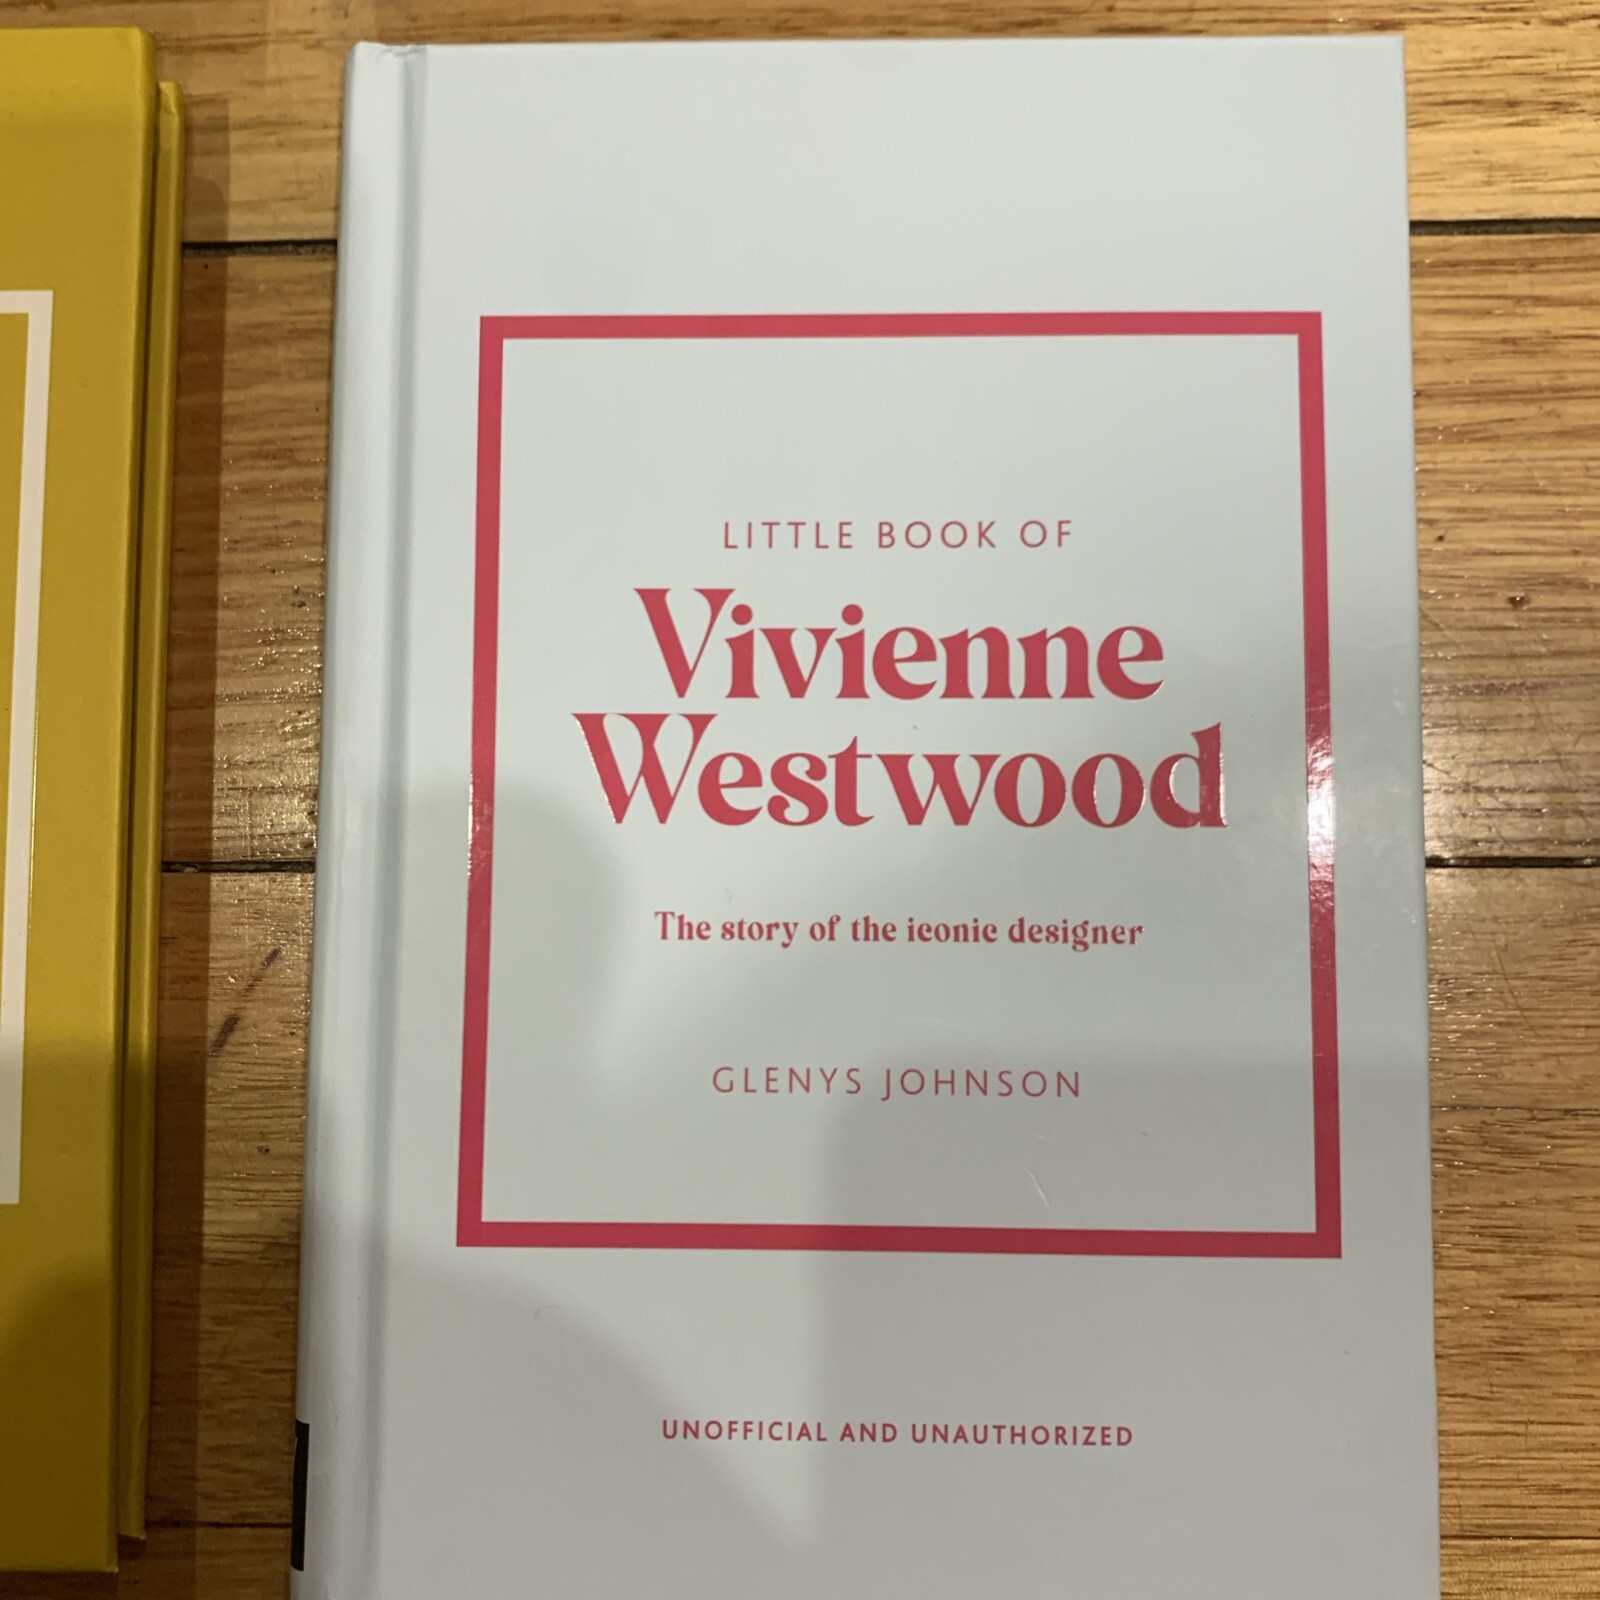 LITTLE BOOK OF
Vivienne
Westwood
The story of the iconic designer
GLENYS JOHNSON
UNOFFICIAL AND UNAUTHORIZED